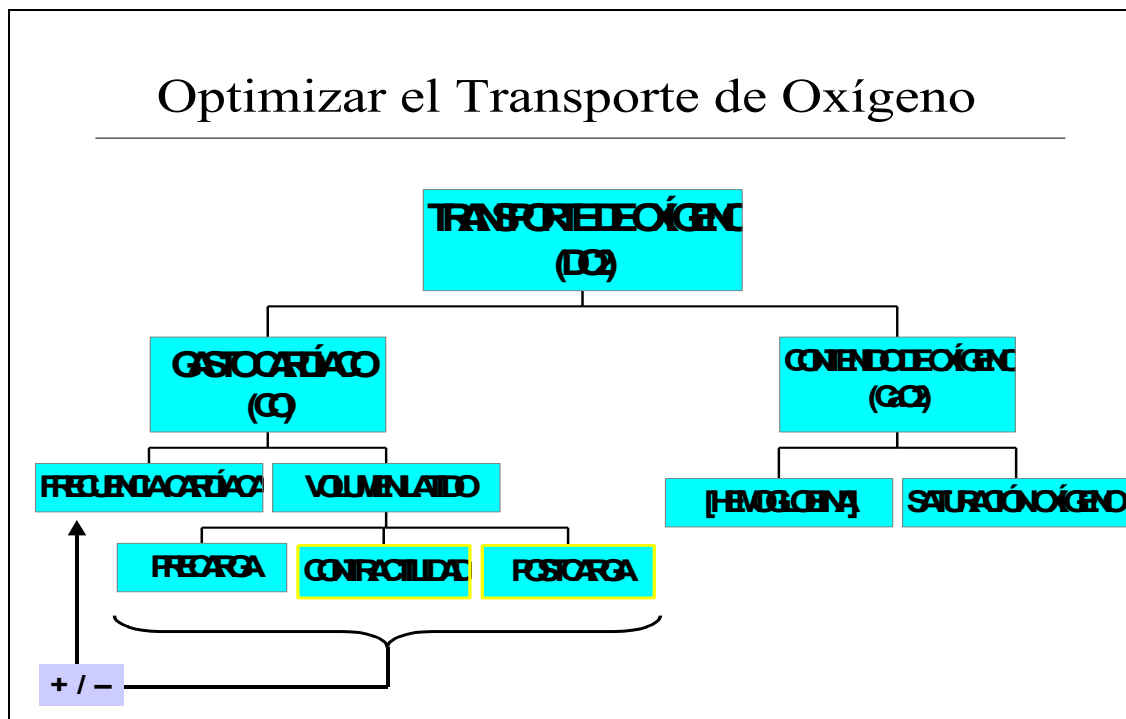 Optimizar el Transporte de Oxígeno
TRANSPORTE DE OXÍGENO
(DO2)
GASTO CARDÍACO
(CO)
CONTENIDO DE OXÍGENO
(CaO2)
FRECUENCIA CARDÍACA
VOLUMEN LATIDO
[HEMOGLOBINA]
SATURACIÓN OXÍGENO
PRECARGA
CONTRACTILIDAD
POSTCARGA
+ / –